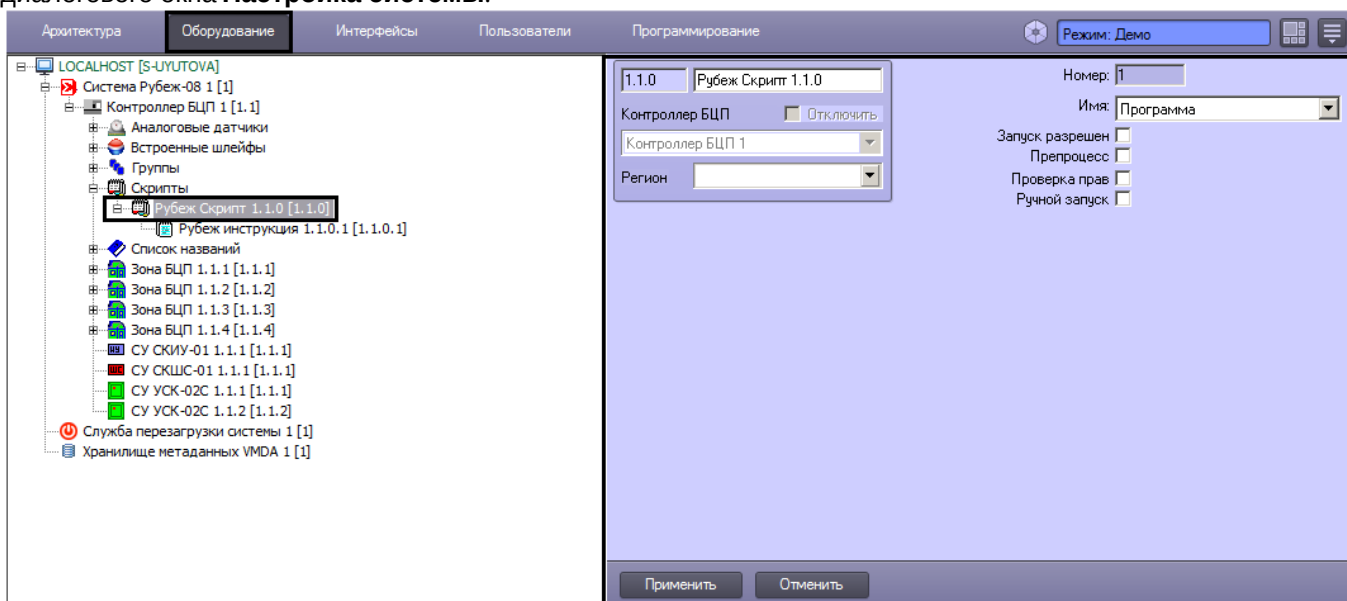 диалогового окна Настройка системы.
Архитектура Оборудование Интерфейсы Пользователи Программирование Режим: Демо
LOCALHOST [S-UYUTOVA]
Система Рубеж-08 1 [1]
Контроллер БЦП 1 [1.1]
Аналоговые датчики
Встроенные шлейфы
Группы
Скрипты
Рубеж Скрипт 1.1.0 [1.1.0]
Рубеж инструкция 1.1.0.1 [1.1.0.1]
Список названий
Зона БЦП 1.1.1 [1.1.1]
Зона БЦП 1.1.2 [1.1.2]
Зона БЦП 1.1.3 [1.1.3]
Зона БЦП 1.1.4 [1.1.4]
СУ СКИУ-01 1.1.1 [1.1.1]
СУ СКШС-01 1.1.1 [1.1.1]
СУ УСК-02С 1.1.1 [1.1.1]
СУ УСК-02С 1.1.2 [1.1.2]
Служба перезагрузки системы 1 [1]
Хранилище метаданных VMDA 1 [1]
1.1.0 Рубеж Скрипт 1.1.0
Контроллер БЦП Отключить
Контроллер БЦП 1
Регион
Номер: 1
Имя: Программа
Запуск разрешен
Препроцесс
Проверка прав
Ручной запуск
Применить Отменить